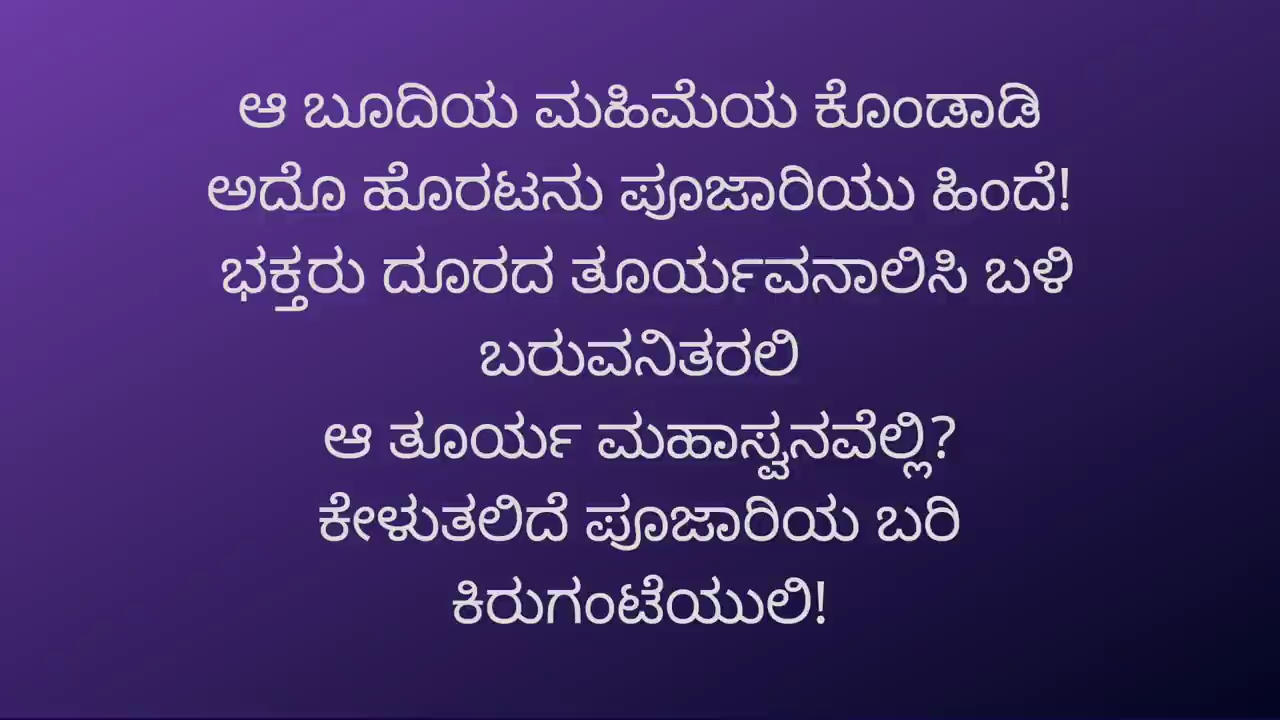 ಆ ಬೂದಿಯ ಮಹಿಮೆಯ ಕೊಂಡಾಡಿ
ಅದೊ ಹೊರಟನು ಪೂಜಾರಿಯು ಹಿಂದೆ!
ಭಕ್ತರು ದೂರದ ತೂರ್ಯವನಾಲಿಸಿ ಬಳಿ
ಬರುವನಿತರಲಿ
ಆ ತೂರ್ಯ ಮಹಾಸ್ವನವೆಲ್ಲಿ?
ಕೇಳುತಲಿದೆ ಪೂಜಾರಿಯ ಬರಿ
ಕಿರುಗಂಟೆಯುಲಿ!